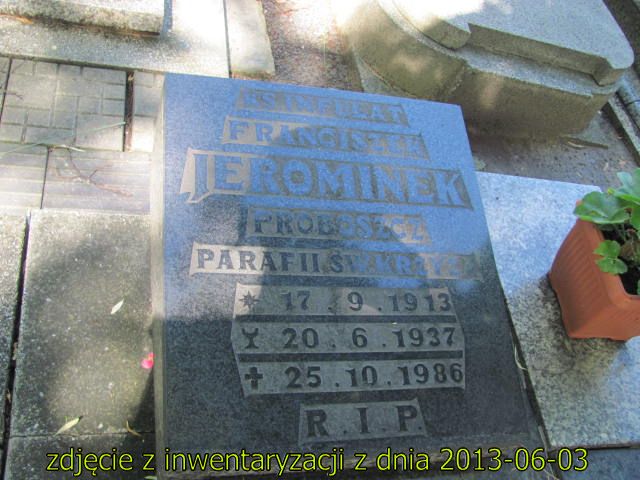 KS. INFUŁAT
FRANCISZEK
JEROMINEK
PROBOSZCZ
PARAFII ŚW. KRZYŻA
17.9.1913
20.6.1937
✝ 25.10.1986
R.I.P.
zdjęcie z inwentaryzacji z dnia 2013-06-03